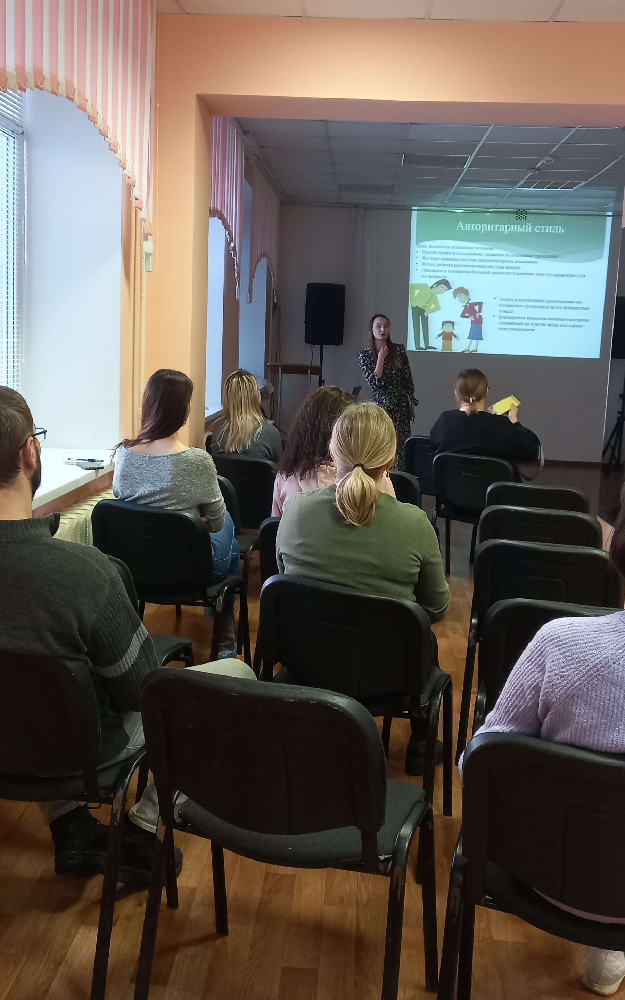 Авторитарный стиль
Цель: воспитать успешного человека
• Высоко ценятся послушание, уважение и следование традициям
• Жесткие правила, система дисциплинарных взысканий
• Жизнь ребенка распланирована на годы вперед
• Ожидание и поощрение большей зрелости от ребенка, чем это характерно для
его возраста
✓ подход к воспитанию ориентирован на
конкретного родителя и на его конкретные
нужды
✓ формируется механизм внешнего контроля,
основанный на чувстве вины или страха
перед наказанием